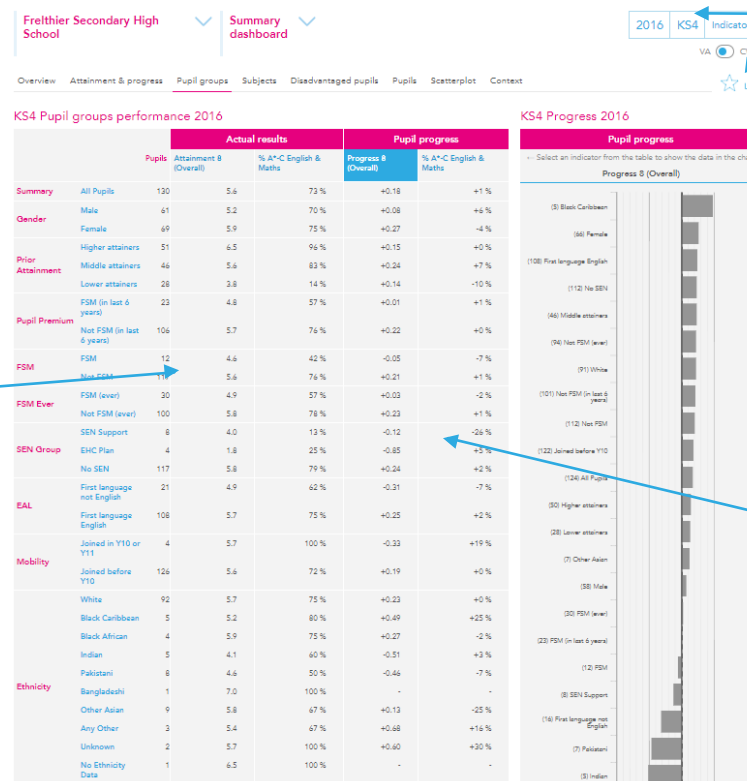 Frelthier Secondary High
School
Summary
dashboard
2016 KS4
VA
Overview Attainment & progress Pupil groups Subjects Disadvantaged pupils Pupils Scatterplot Context
KS4 Pupil groups performance 2016
KS4 Progress 2016
Actual results Pupil progress
Pupils Attainment 8 (Overall) % A*-C English & Maths Progress 8 (Overall) % A*-C English & Maths
Summary All Pupils 130 5.6 73 % +0.18 +1 %
Gender
Male 61 5.2 70 % +0.08 +6 %
Female 69 5.9 75 % +0.27 -4 %
Prior Attainment
Higher attainers 51 6.5 96 % +0.15 +0 %
Middle attainers 46 5.6 83 % +0.24 +7 %
Lower attainers 28 3.8 14 % +0.14 -10 %
Pupil Premium
FSM (in last 6 years) 23 4.8 57 % +0.01 +1 %
Not FSM (in last 6 years) 106 5.7 76 % +0.22 +0 %
FSM
FSM 12 4.6 42 % -0.05 -7 %
Not FSM 5.6 76 % +0.21 +1 %
FSM Ever
FSM (ever) 30 4.9 57 % +0.03 -2 %
Not FSM (ever) 100 5.8 78 % +0.23 +1 %
SEN Group
SEN Support 8 4.0 13 % -0.12 -26 %
EHC Plan 4 1.8 25 % -0.85 +5 %
No SEN 117 5.8 79 % +0.24 +2 %
EAL
First language not English 21 4.9 62 % -0.31 -7 %
First language English 108 5.7 75 % +0.25 +2 %
Mobility
Joined in Y10 or Y11 4 5.7 100 % -0.33 +19 %
Joined before Y10 126 5.6 72 % +0.19 +0 %
Ethnicity
White 92 5.7 75 % +0.23 +0 %
Black Caribbean 5 5.2 80 % +0.49 +25 %
Black African 4 5.9 75 % +0.27 -2 %
Indian 5 4.1 60 % -0.51 +3 %
Pakistani 8 4.6 50 % -0.46 -7 %
Bangladeshi 1 7.0 100 % - -
Other Asian 9 5.8 67 % +0.13 -25 %
Any Other 3 5.4 67 % +0.68 +16 %
Unknown 2 5.7 100 % +0.60 +30 %
No Ethnicity Data 1 6.5 100 % - -
Pupil progress
Select an indicator from the table to show the data in the
Progress 8 (Overall)
(5) Black Caribbean
(66) Female
(108) First language English
(112) No SEN
(46) Middle attainers
(94) Not FSM (ever)
(91) White
(101) Not FSM (in last 6 years)
(112) Not FSM
(122) Joined before Y10
(124) All Pupils
(50) Higher attainers
(28) Lower attainers
(7) Other Asian
(58) Male
(30) FSM (ever)
(23) FSM (in last 6 years)
(12) FSM
(8) SEN Support
(16) First language not English
(7) Pakistani
(5) Indian